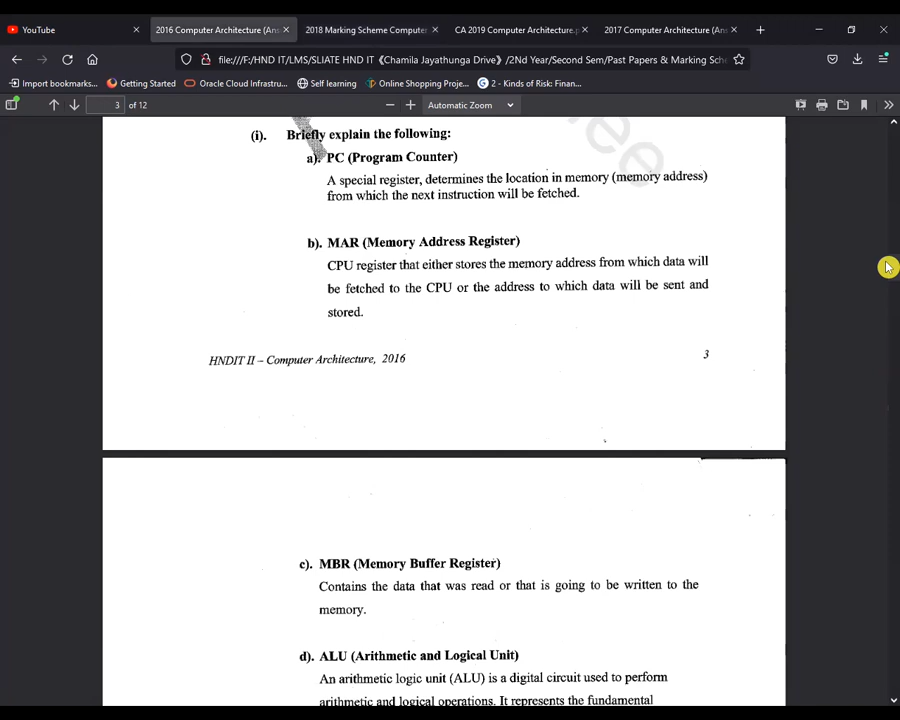 YouTube
2016 Computer Architecture (Ans
2018 Marking Scheme Computer
CA 2019 Computer Architecture.p
2017 Computer Architecture (Ans
file:///F:/HND IT/LMS/SLIATE HND IT 《Chamila Jayathunga Drive》/2Nd Year/Second Sem/Past Papers & Marking Sche
Import bookmarks...
Getting Started
Oracle Cloud Infrastru...
Self learning
Online Shopping Proje...
2 - Kinds of Risk: Finan...
3 of 12
Automatic Zoom
ee
(i). Briefly explain the following:
a). PC (Program Counter)
A special register, determines the location in memory (memory address)
from which the next instruction will be fetched.
b). MAR (Memory Address Register)
CPU register that either stores the memory address from which data will
be fetched to the CPU or the address to which data will be sent and
stored.
HNDIT II – Computer Architecture, 2016
3
c). MBR (Memory Buffer Register)
Contains the data that was read or that is going to be written to the
memory.
d). ALU (Arithmetic and Logical Unit)
An arithmetic logic unit (ALU) is a digital circuit used to perform
arithmetic and logical operations. It represents the fundamental